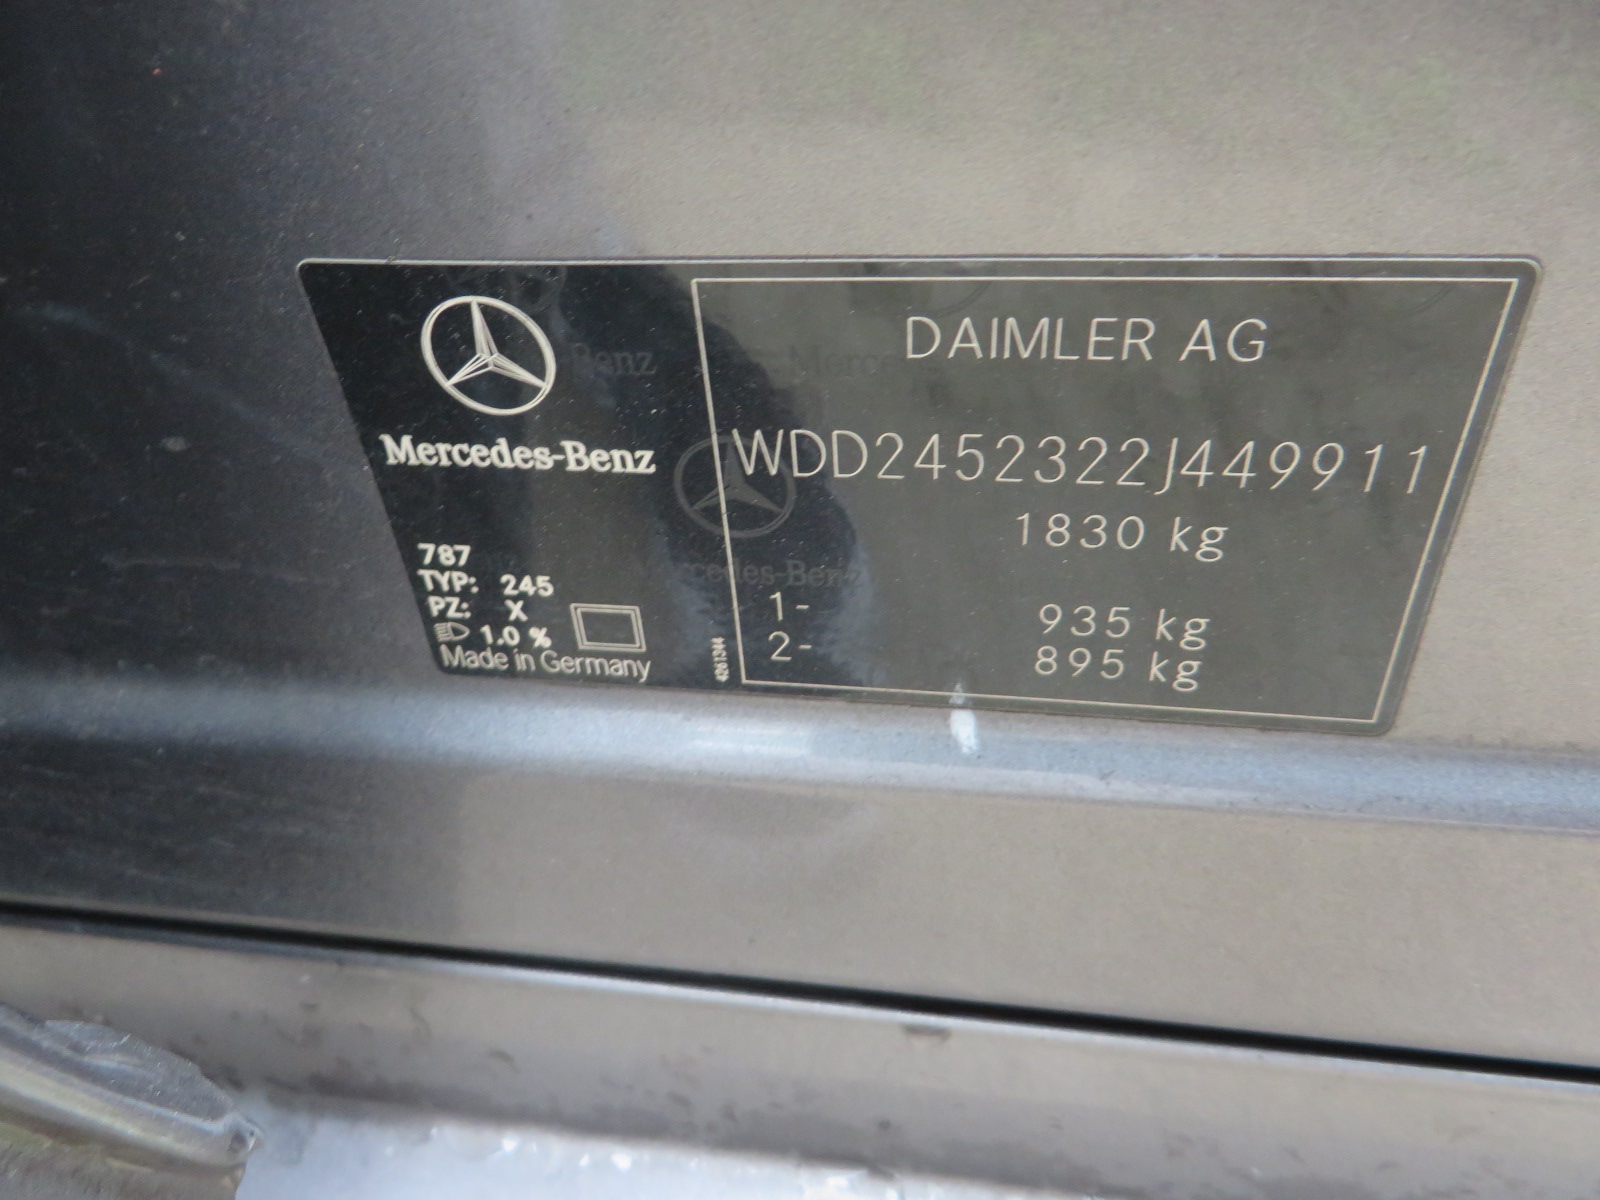 Mercedes-Benz
787
TYP: 245
PZ: X
1.0 %
Made in Germany
4261344
DAIMLER AG
WDD2452322J449911
1830 kg
1- 935 kg
2- 895 kg